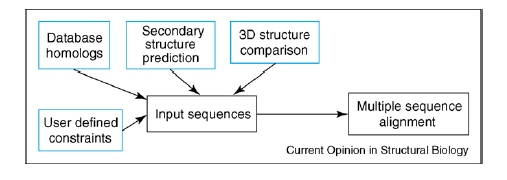 Database
homologs
Secondary
structure
prediction
3D structure
comparison
User defined
constraints
Input sequences
Multiple sequence
alignment
Current Opinion in Structural Biology